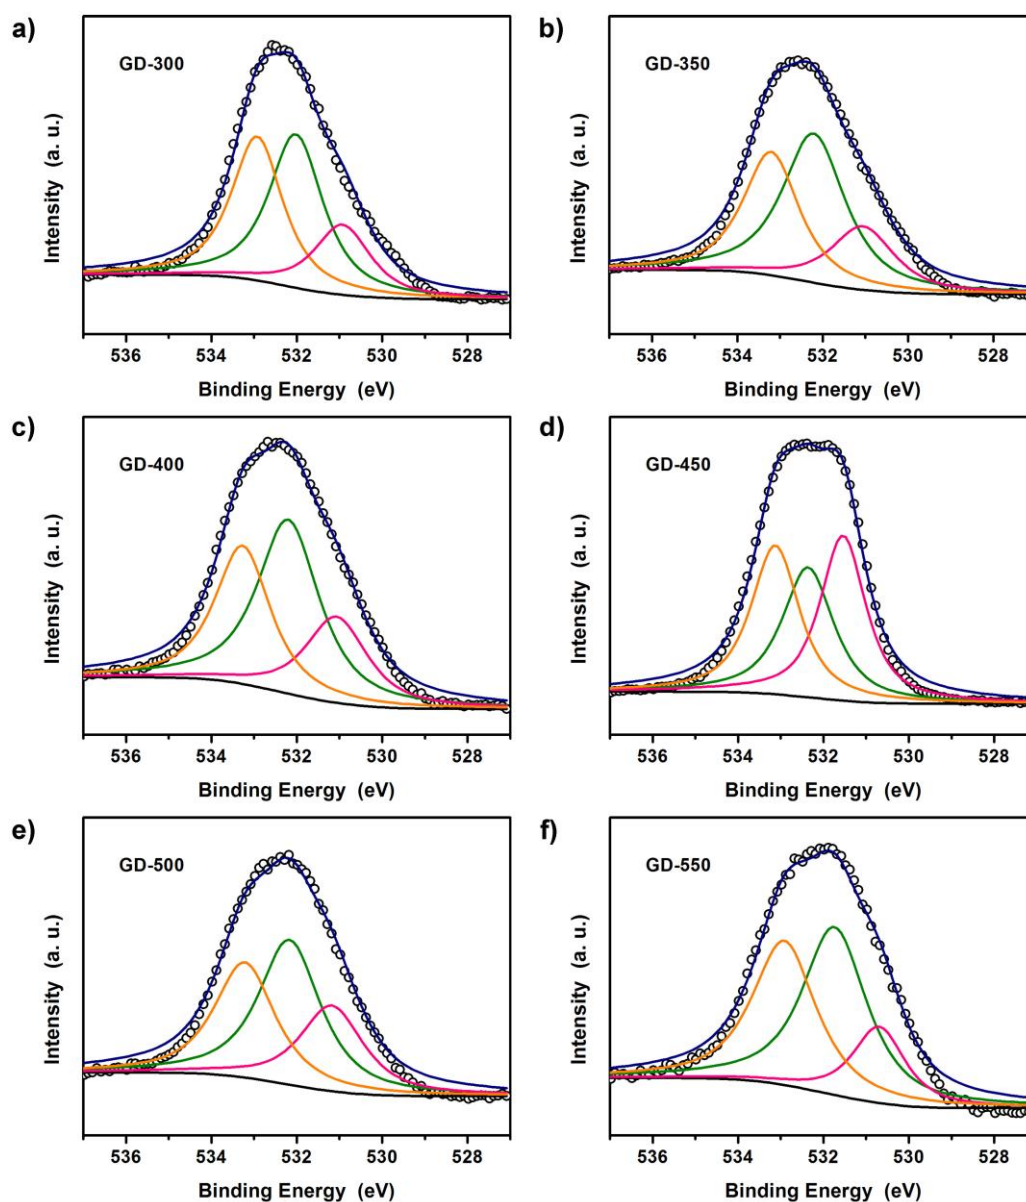 a)
GD-300
Intensity (a. u.)
536 534 532 530 528
Binding Energy (eV)
b)
GD-350
Intensity (a. u.)
536 534 532 530 528
Binding Energy (eV)
c)
GD-400
Intensity (a. u.)
536 534 532 530 528
Binding Energy (eV)
d)
GD-450
Intensity (a. u.)
536 534 532 530 528
Binding Energy (eV)
e)
GD-500
Intensity (a. u.)
536 534 532 530 528
Binding Energy (eV)
f)
GD-550
Intensity (a. u.)
536 534 532 530 528
Binding Energy (eV)